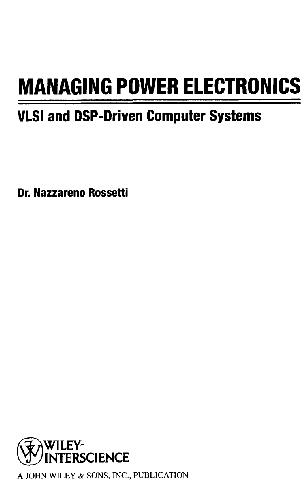 MANAGING POWER ELECTRONICS
VLSI and DSP-Driven Computer Systems
Dr. Nazzareno Rossetti
WILEY-
INTERSCIENCE
A JOHN WILEY & SONS, INC., PUBLICATION